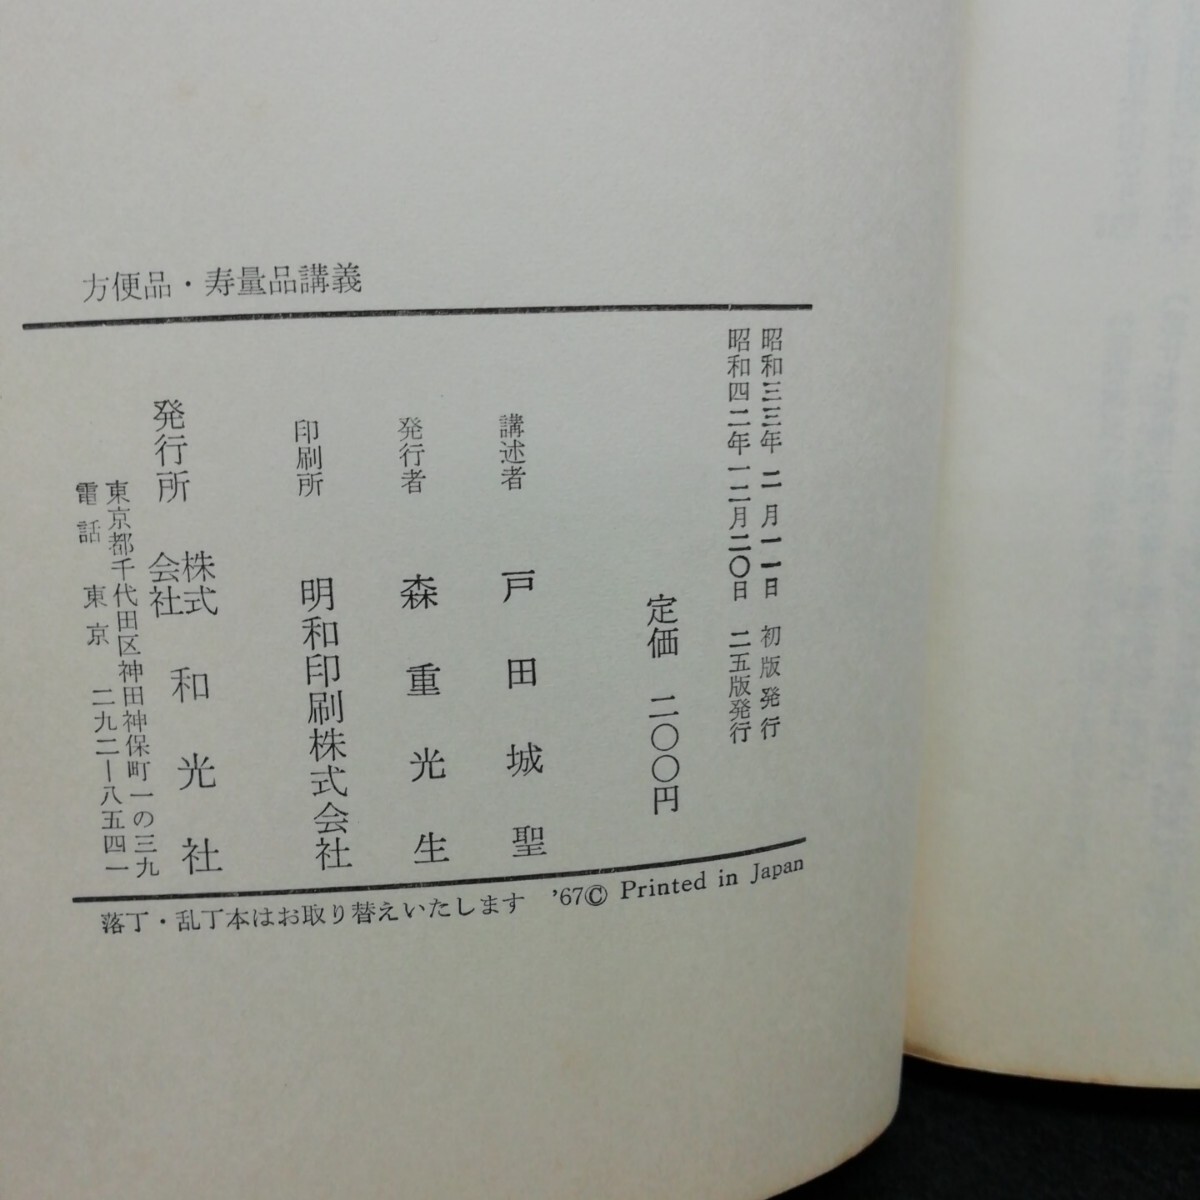 方便品・寿量品講義
昭和三三年二月一一日 初版発行
昭和四二年一二月二〇日 二五版発行
定価 二〇〇円
講述者 戸田城聖
発行者 森重光生
印刷所 明和印刷株式会社
発行所 株式会社 和光社
東京都千代田区神田神保町一の三九
電話 東京 二九二ー八五四一
落丁・乱丁本はお取り替えいたします '67© Printed in Japan